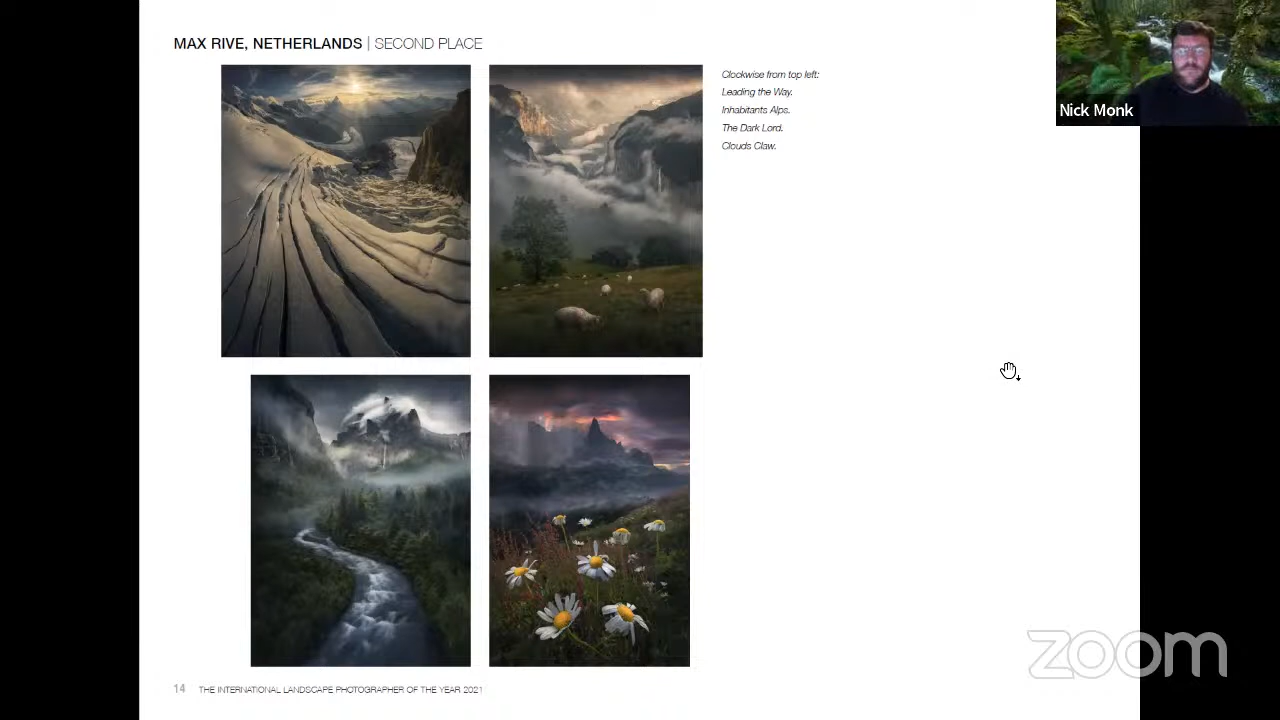 MAX RIVE, NETHERLANDS | SECOND PLACE
Clockwise from top left:
Leading the Way.
Inhabitants Alps.
The Dark Lord.
Clouds Claw.
Nick Monk
zoom
14 THE INTERNATIONAL LANDSCAPE PHOTOGRAPHER OF THE YEAR 2021